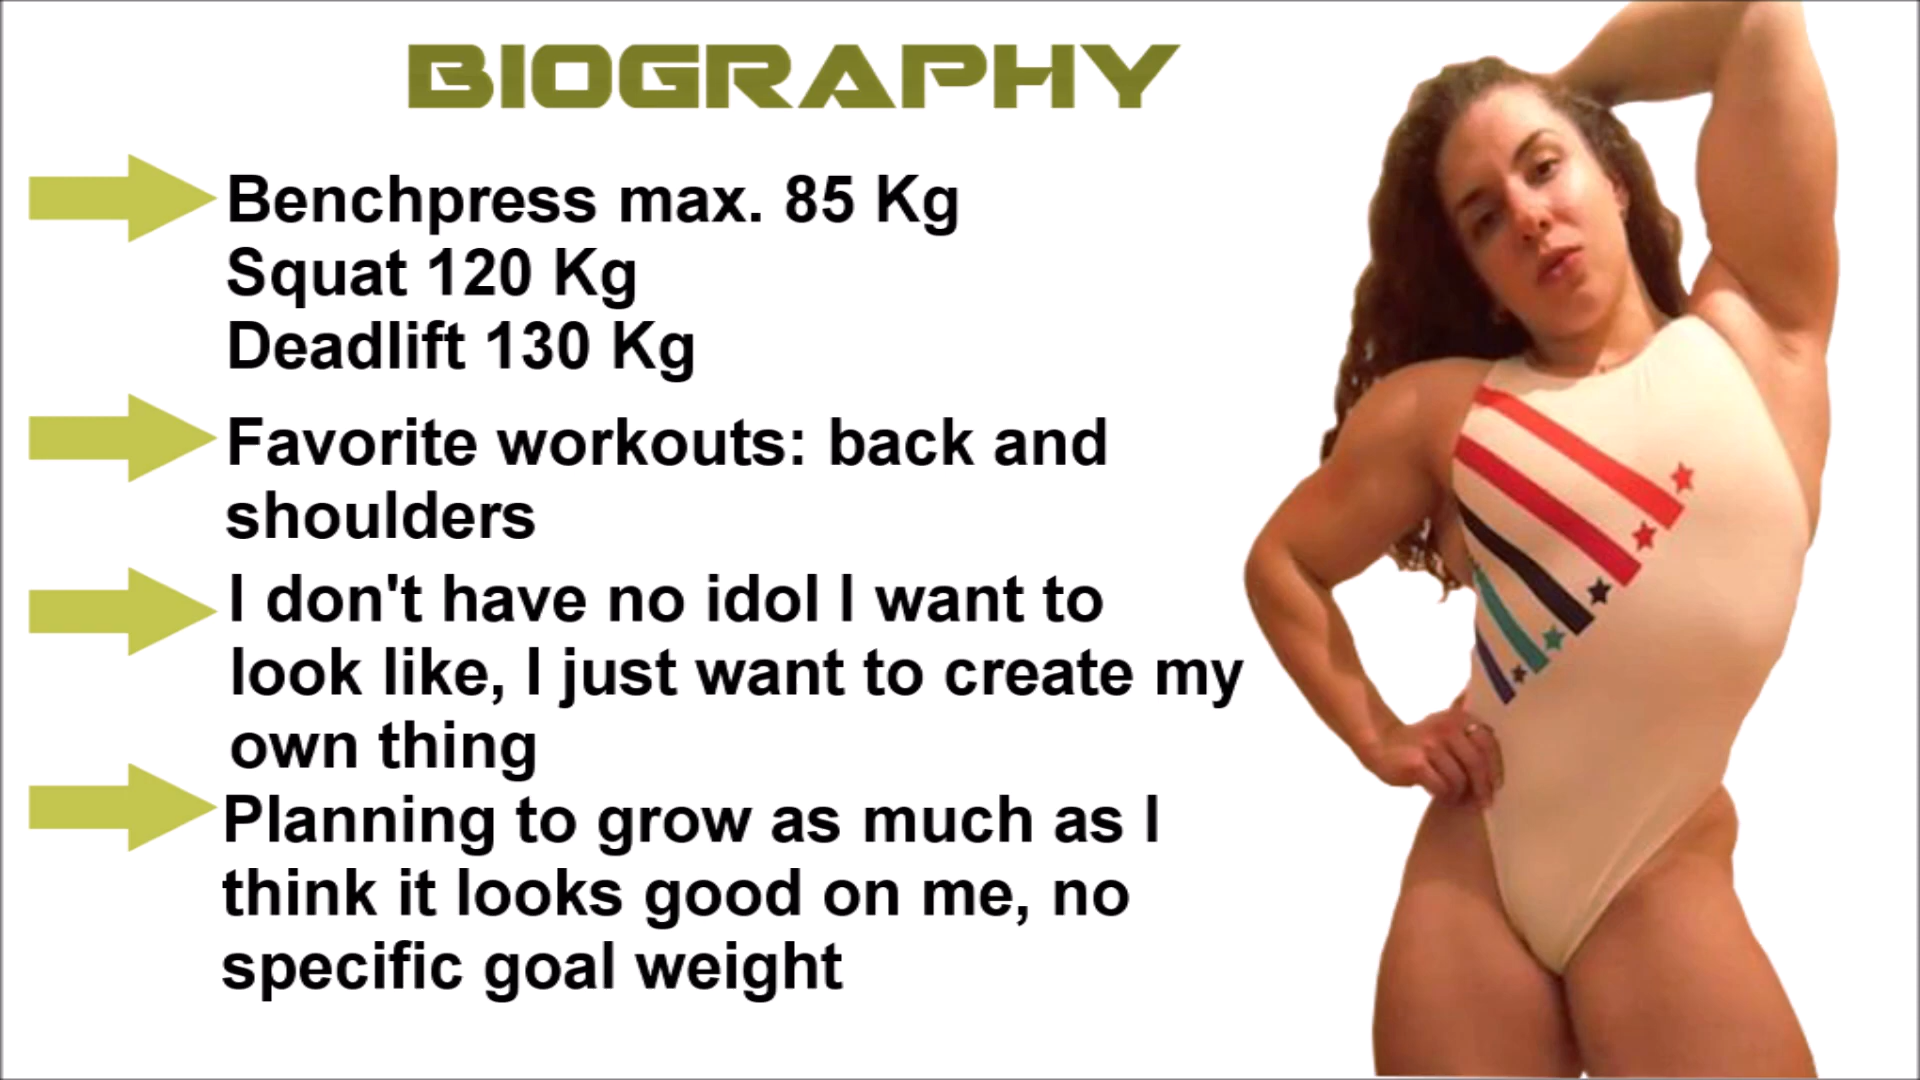 BIOGRAPHY
Benchpress max. 85 Kg
Squat 120 Kg
Deadlift 130 Kg
Favorite workouts: back and
shoulders
I don't have no idol I want to
look like, I just want to create my
own thing
Planning to grow as much as I
think it looks good on me, no
specific goal weight